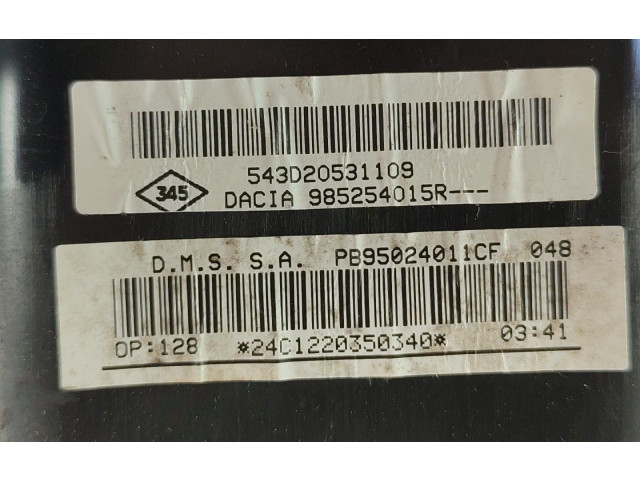 543D20531109
345
DACIA 985254015R---
D.M.S. S.A. PB95024011CF 048
OP:128 *24C1220350340* 03:41